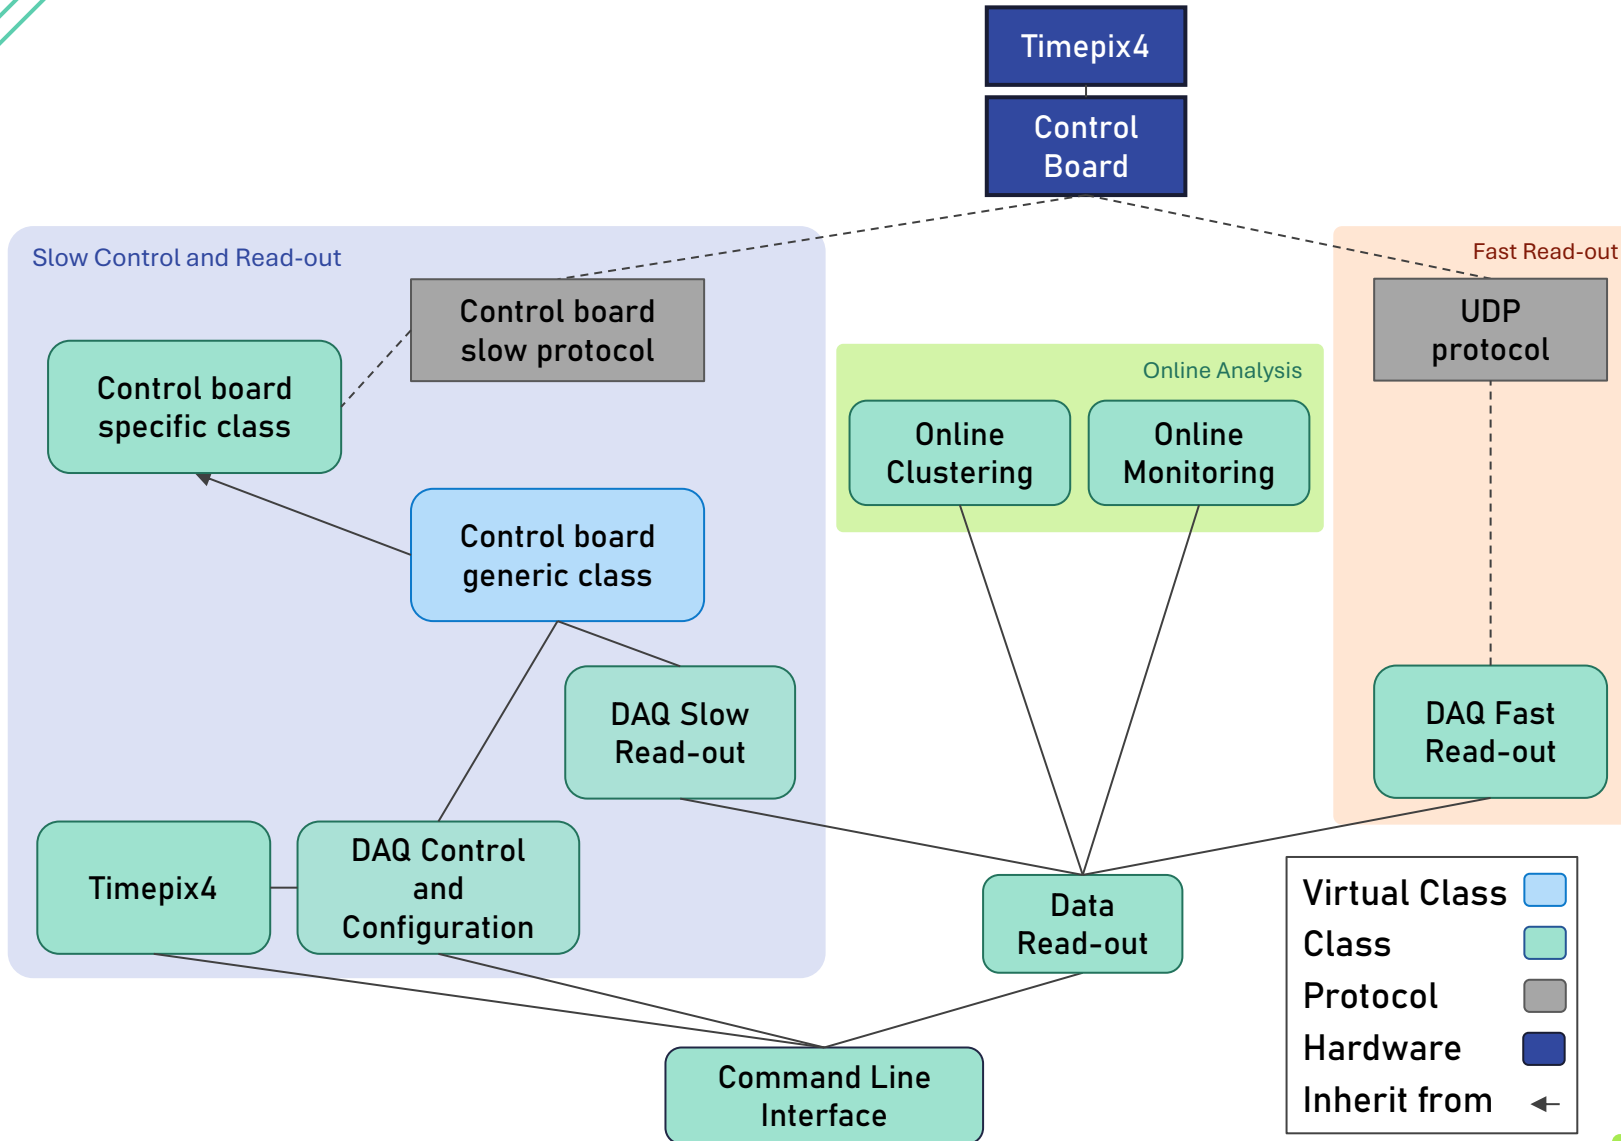 Timepix4
Control
Board
Slow Control and Read-out
Fast Read-out
Control board
slow protocol
UDP
protocol
Control board
specific class
Online Analysis
Online
Clustering
Online
Monitoring
Control board
generic class
DAQ Slow
Read-out
DAQ Fast
Read-out
Timepix4
DAQ Control
and
Configuration
Data
Read-out
Command Line
Interface
Virtual Class
Class
Protocol
Hardware
Inherit from